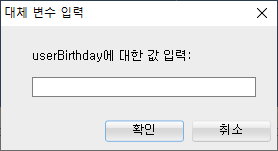 대체 변수 입력
userBirthday에 대한 값 입력:
확인
취소